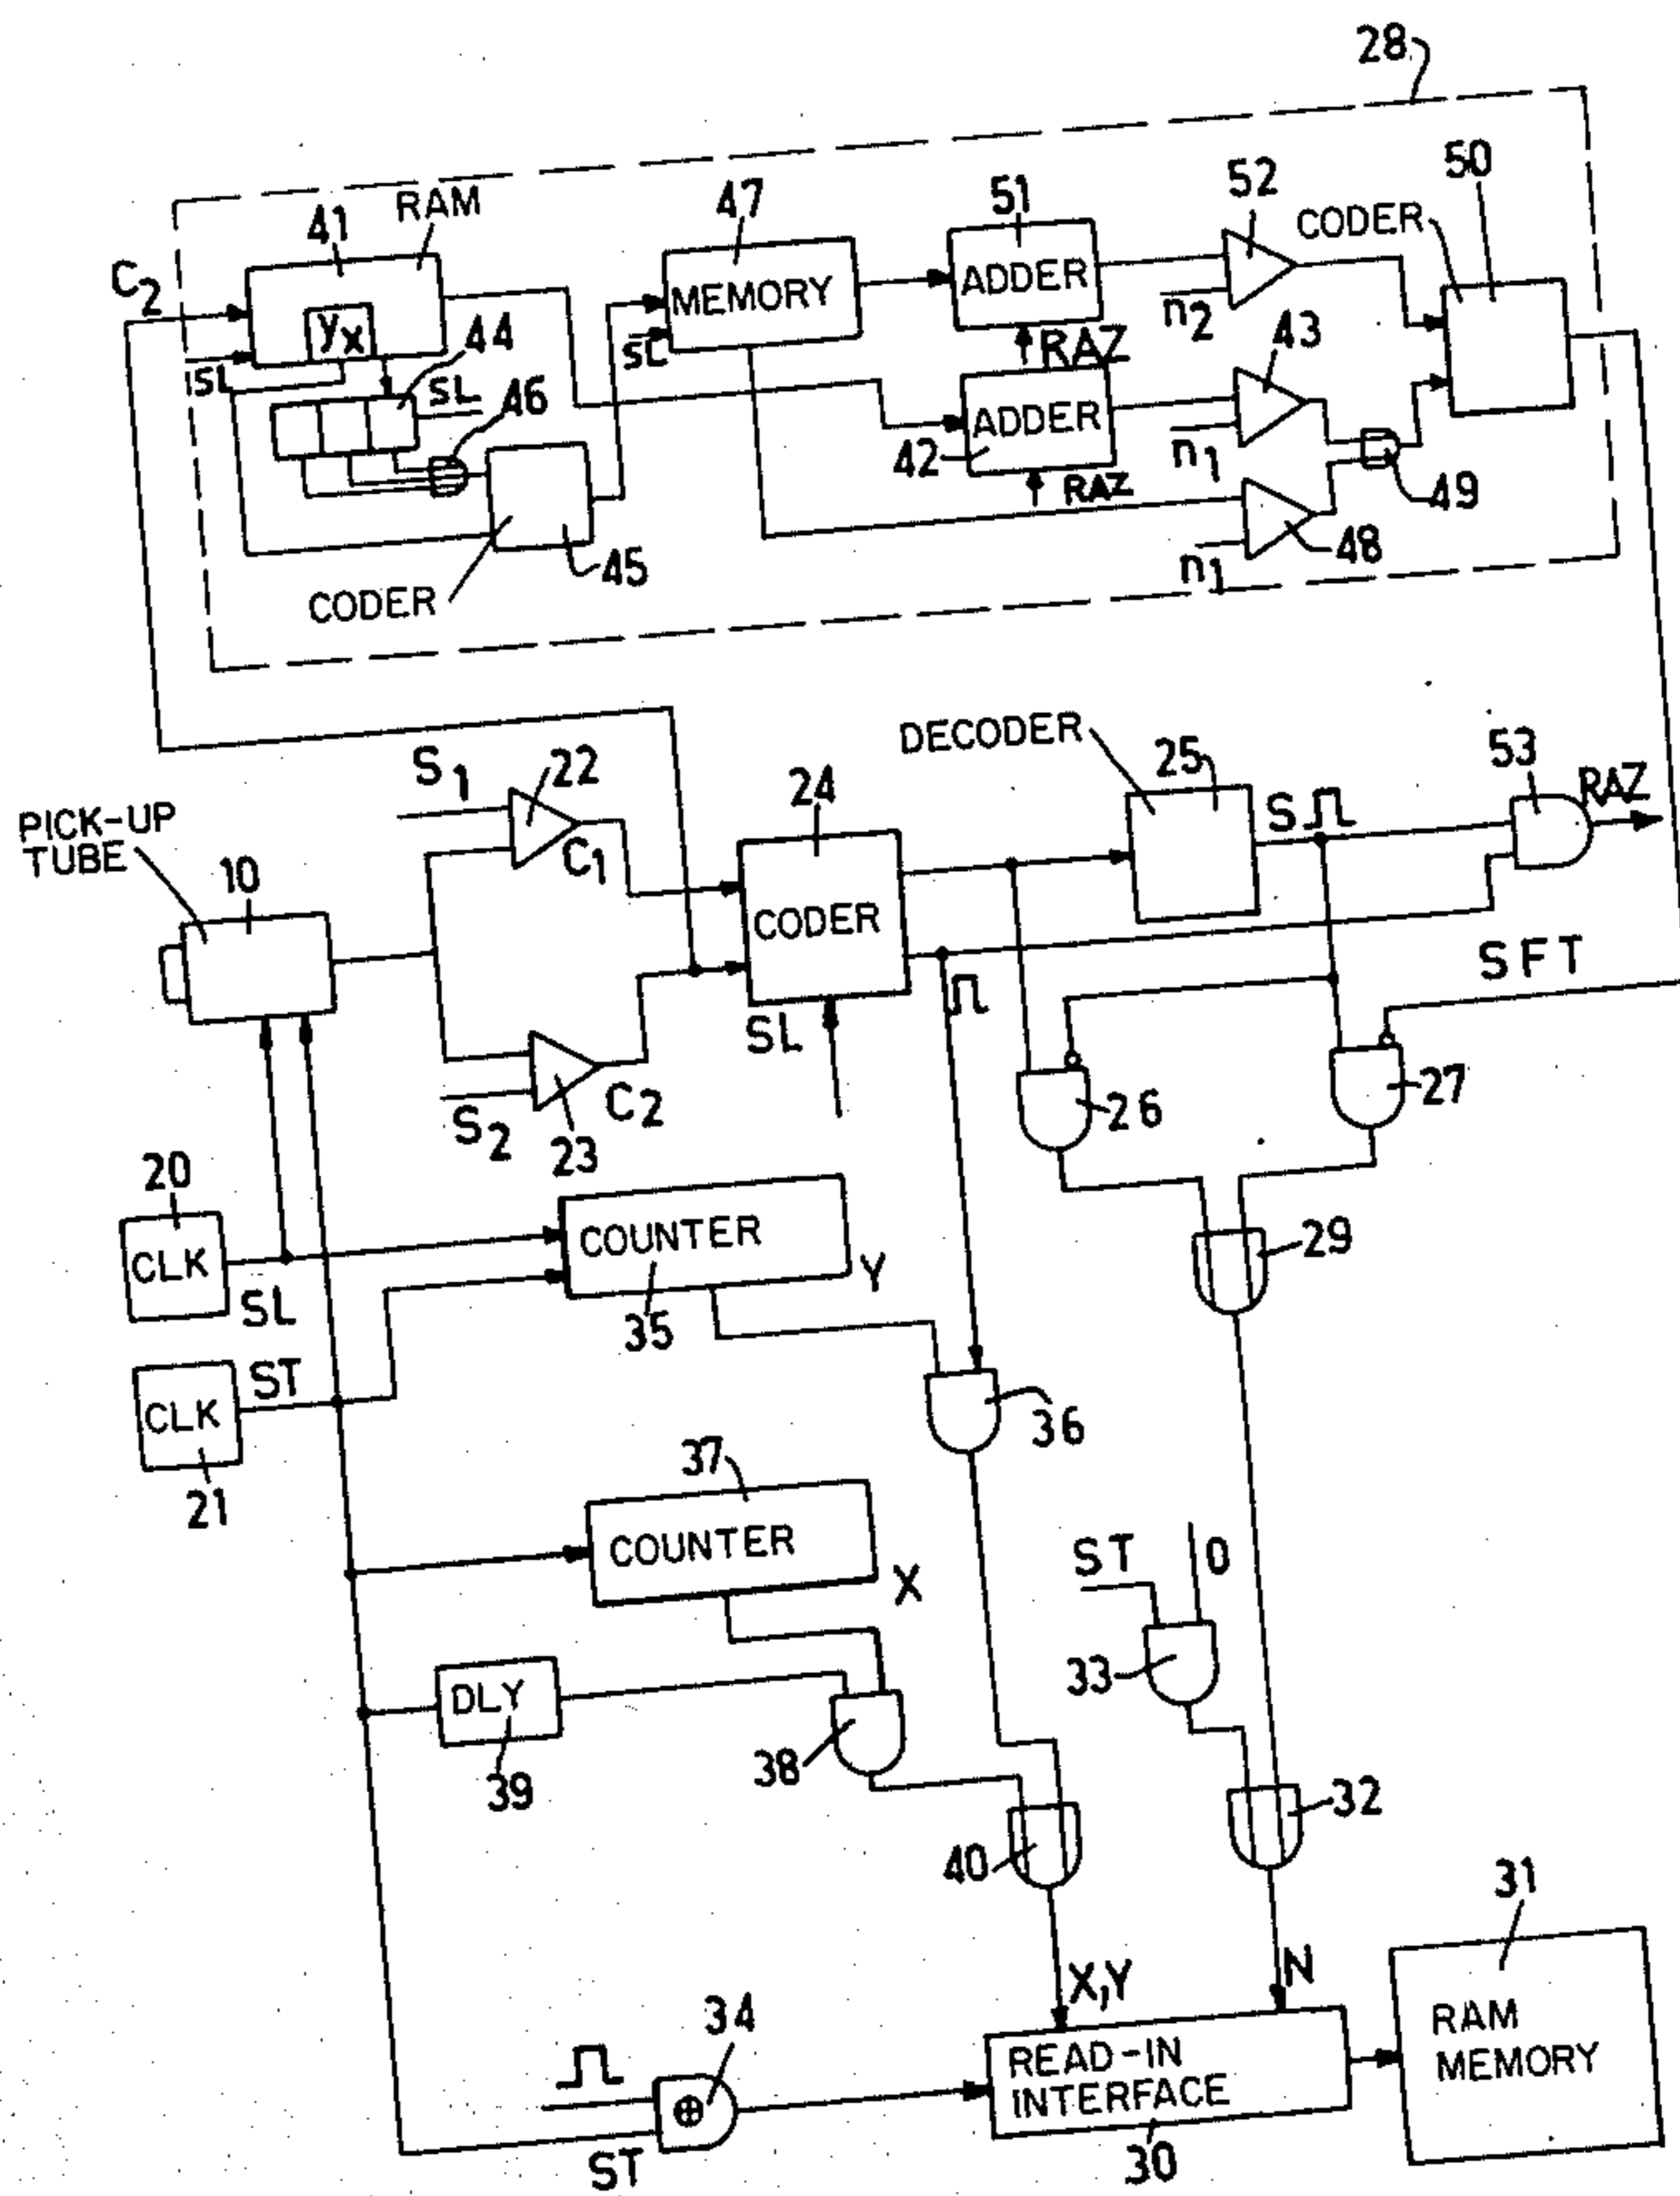 28
RAM
41
47
51
52
CODER
50
C2
MEMORY
ADDER
n2
43
yx
44
SL
SL
SL
46
RAZ
ADDER
42
n1
RAZ
49
48
n1
45
CODER
DECODER
25
53
RAZ
S1
22
24
S
PICK-UP
TUBE
10
C1
CODER
SFT
SL
S2
23
C2
26
27
20
CLK
SL
COUNTER
Y
35
29
ST
CLK
21
36
37
COUNTER
X
ST
0
33
DLY
39
38
40
32
31
X,Y
N
34
RAM
MEMORY
READ-IN
INTERFACE
30
⊕
ST